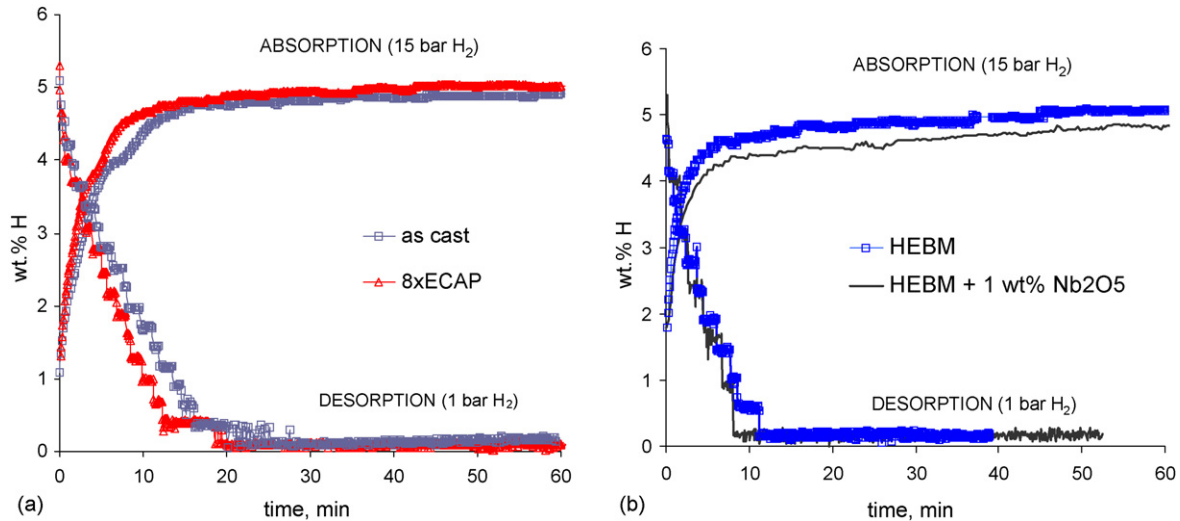 6
5
4
3
2
1
0
wt.% H
ABSORPTION (15 bar H₂)
as cast
8xECAP
DESORPTION (1 bar H₂)
0 10 20 30 40 50 60
(a)
time, min
6
5
4
3
2
1
0
wt.% H
ABSORPTION (15 bar H₂)
HEBM
HEBM + 1 wt% Nb2O5
DESORPTION (1 bar H₂)
0 10 20 30 40 50 60
(b)
time, min